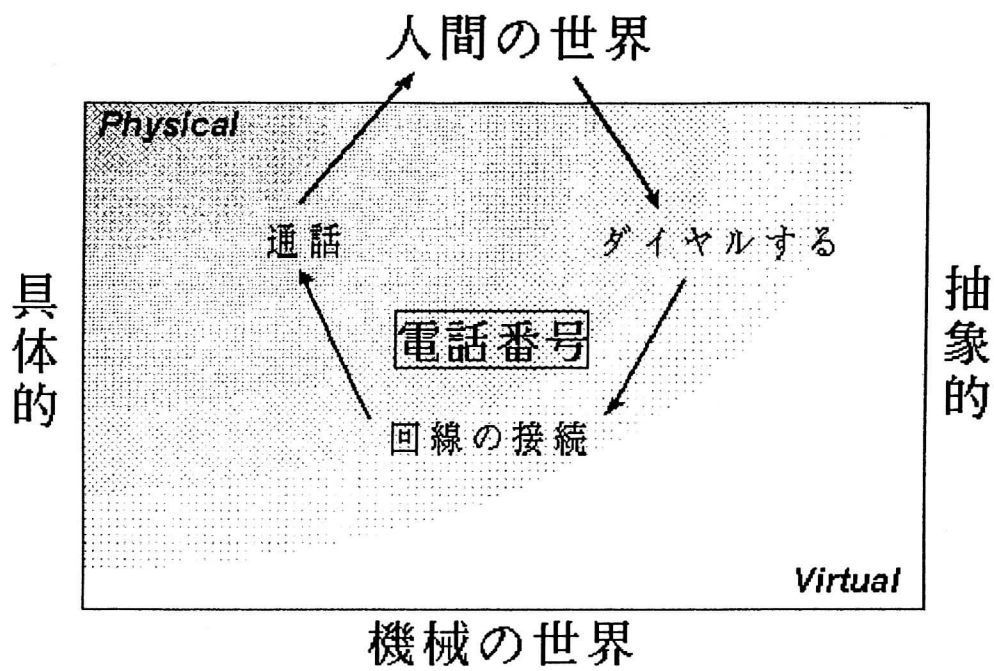 人間の世界
Physical
通話
ダイヤルする
具体的
抽象的
電話番号
回線の接続
Virtual
機械の世界